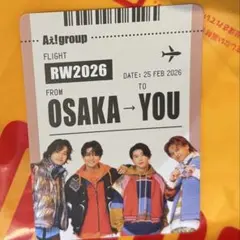 Aぇ! group
FLIGHT
RW2026
DATE: 25 FEB 2026
FROM
TO
OSAKA → YOU